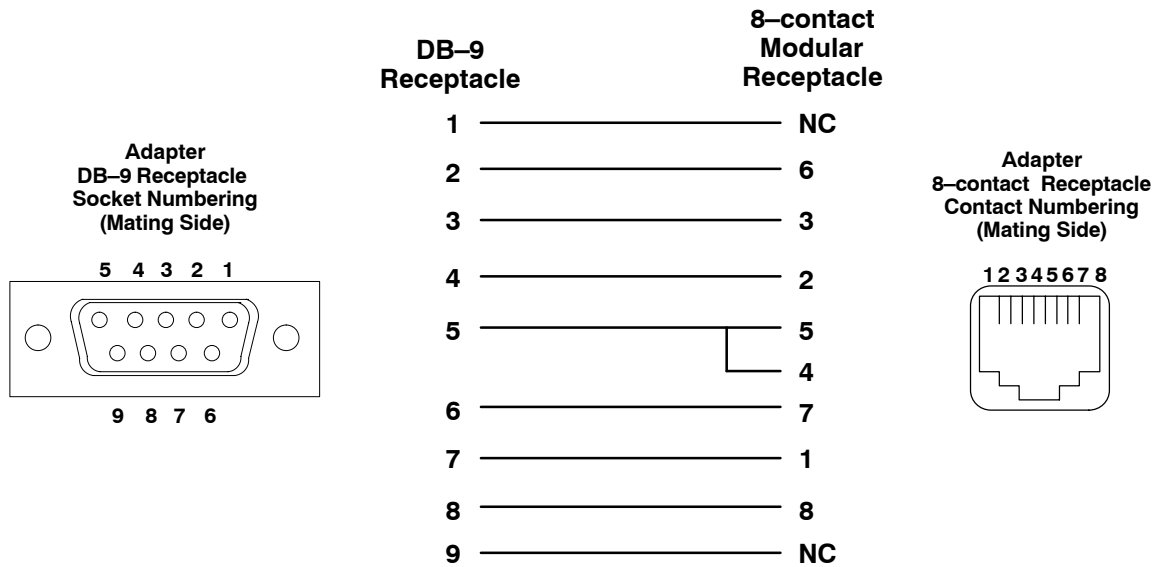 8–contact
Modular
Receptacle
DB–9
Receptacle
1 NC
2 6
3 3
4 2
5 5
4
6 7
7 1
8 8
9 NC
Adapter
DB–9 Receptacle
Socket Numbering
(Mating Side)
5 4 3 2 1
9 8 7 6
Adapter
8–contact Receptacle
Contact Numbering
(Mating Side)
1 2 3 4 5 6 7 8